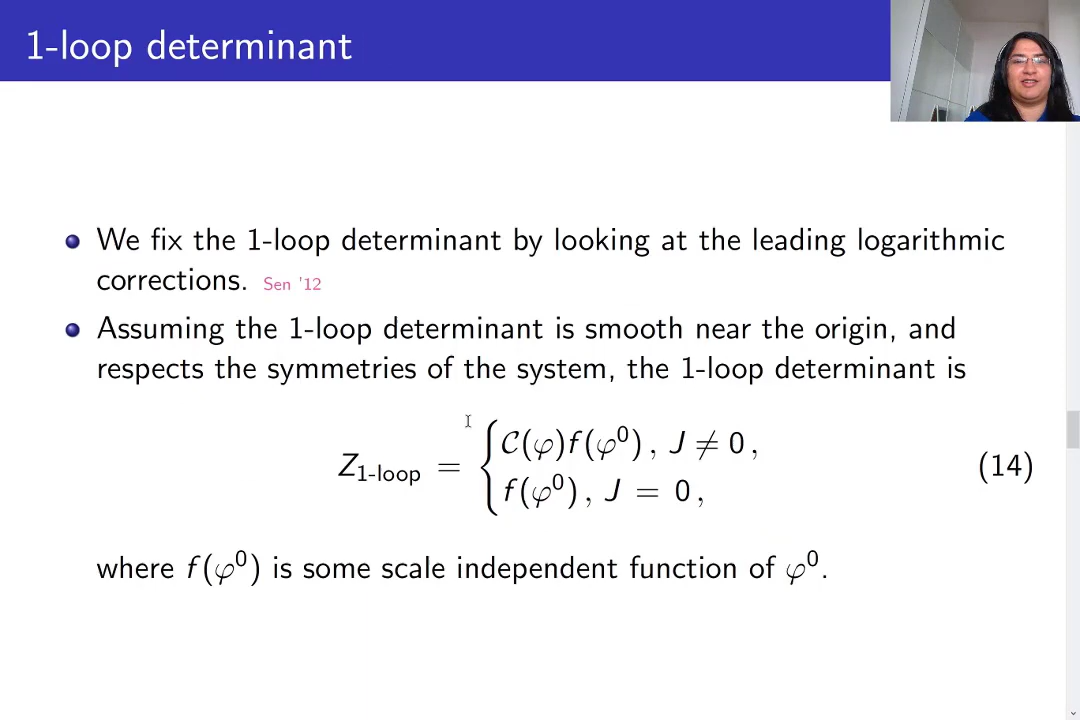 1-loop determinant
We fix the 1-loop determinant by looking at the leading logarithmic
corrections. Sen '12
Assuming the 1-loop determinant is smooth near the origin, and
respects the symmetries of the system, the 1-loop determinant is
Z_{1-loop} = { 𝒞(φ)f(φ⁰), J ≠ 0,
f(φ⁰), J = 0,
(14)
where f(φ⁰) is some scale independent function of φ⁰.